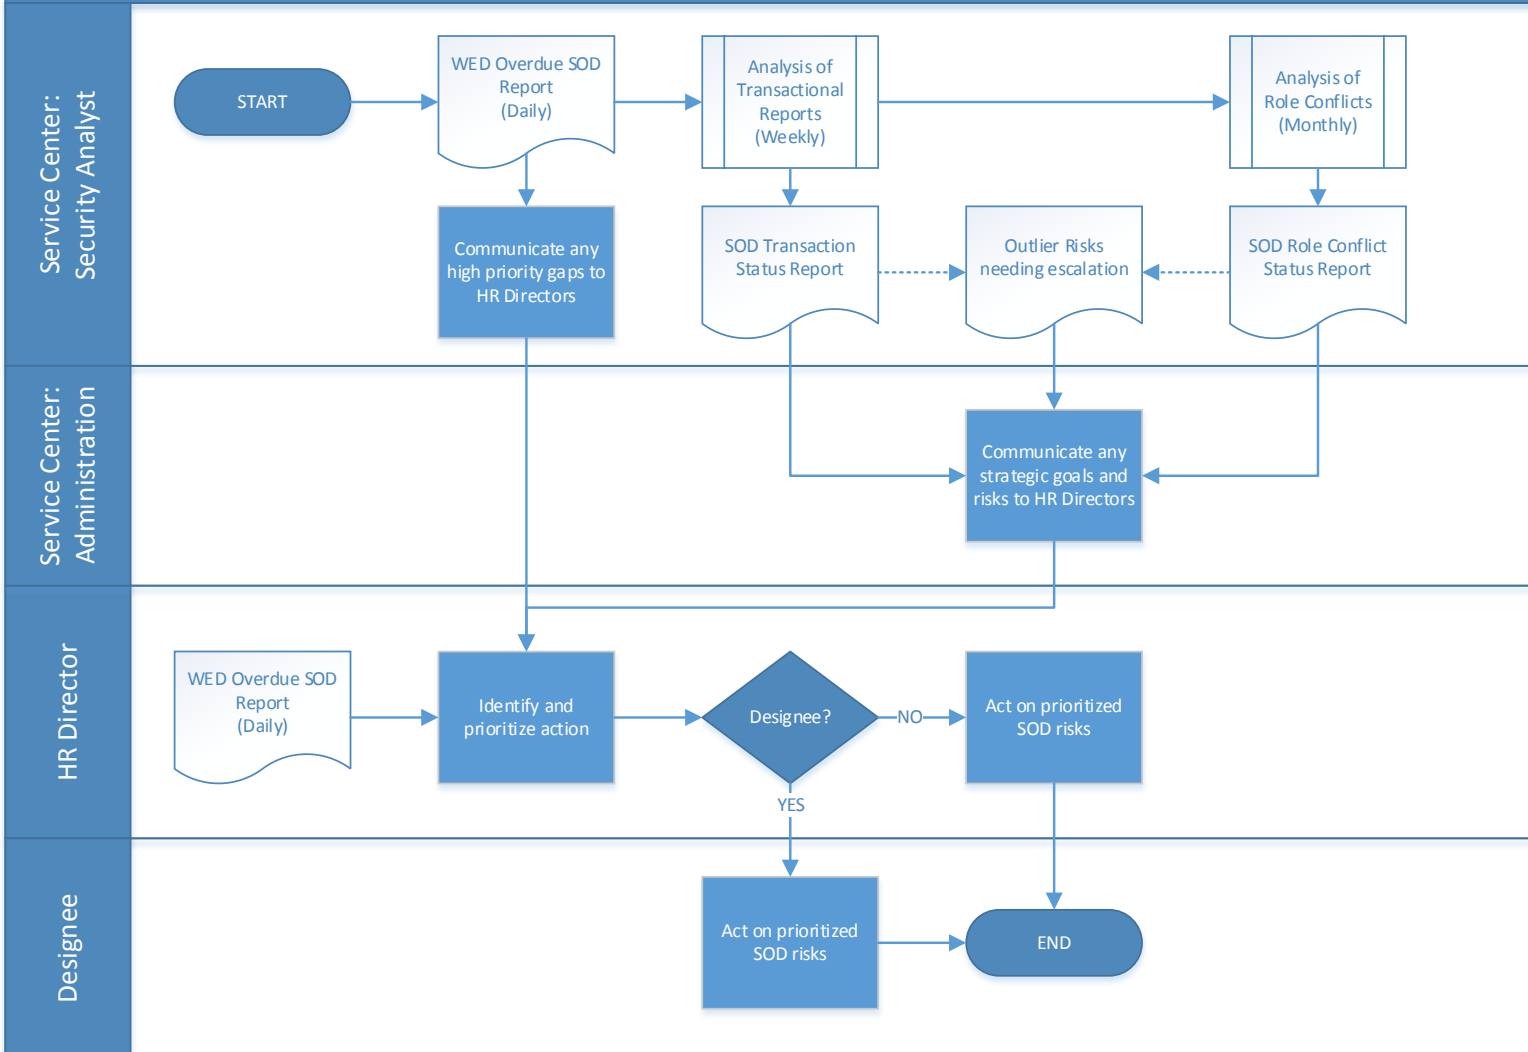 Service Center:
Security Analyst
START
WED Overdue SOD
Report
(Daily)
Analysis of
Transactional
Reports
(Weekly)
Analysis of
Role Conflicts
(Monthly)
Communicate any
high priority gaps to
HR Directors
SOD Transaction
Status Report
Outlier Risks
needing escalation
SOD Role Conflict
Status Report
Service Center:
Administration
Communicate any
strategic goals and
risks to HR Directors
HR Director
WED Overdue SOD
Report
(Daily)
Identify and
prioritize action
Designee?
NO
Act on prioritized
SOD risks
YES
Designee
Act on prioritized
SOD risks
END